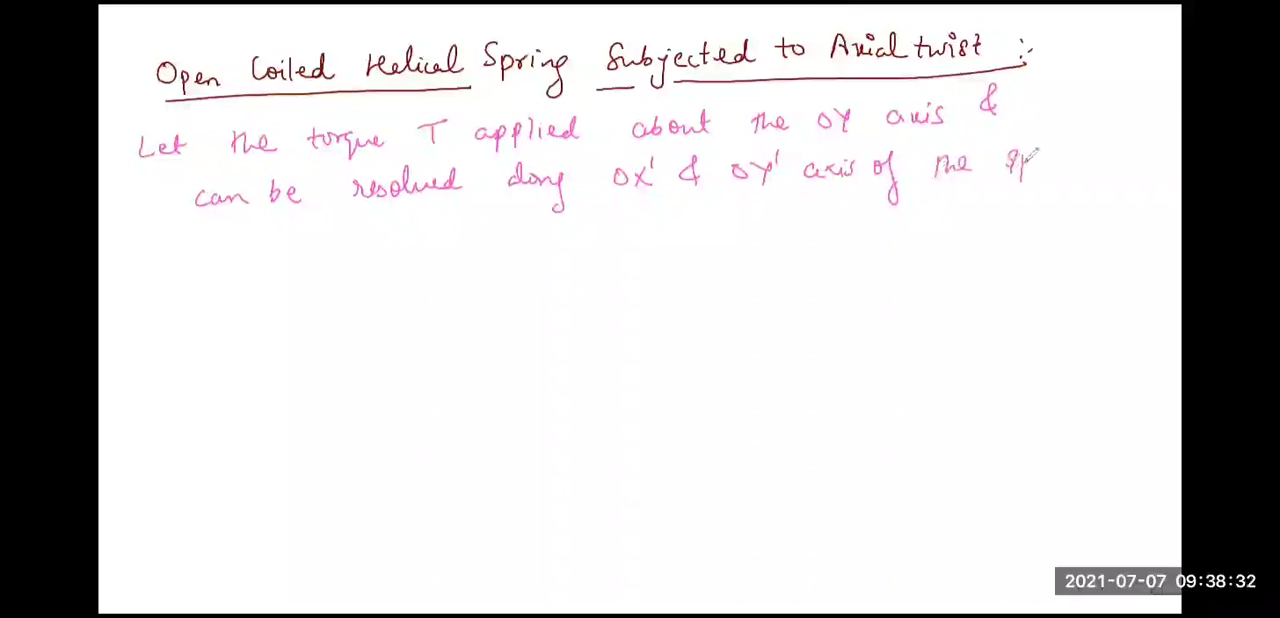 Open Coiled Helical Spring Subjected to Axial twist :-
Let the torque T applied about the OY axis &
can be resolved along OX' & OY' axis of the sp
2021-07-07 09:38:32